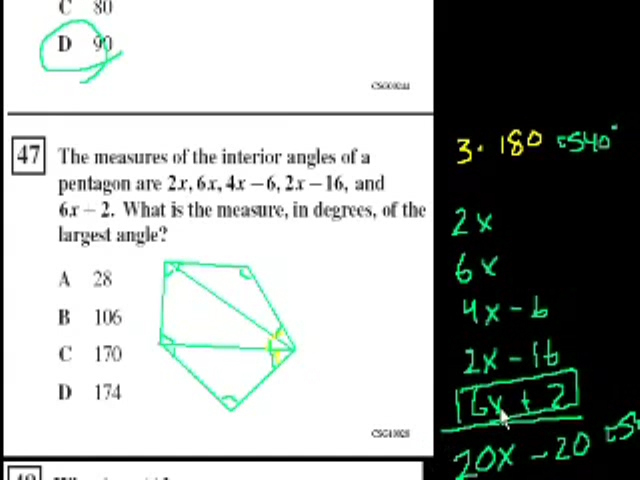 C 80
D 90
CSG00244
47 The measures of the interior angles of a
pentagon are 2x, 6x, 4x – 6, 2x – 16, and
6x + 2. What is the measure, in degrees, of the
largest angle?
A 28
B 106
C 170
D 174
3 · 180 = 540°
2x
6x
4x - 6
2x - 16
6x + 2
20x - 20